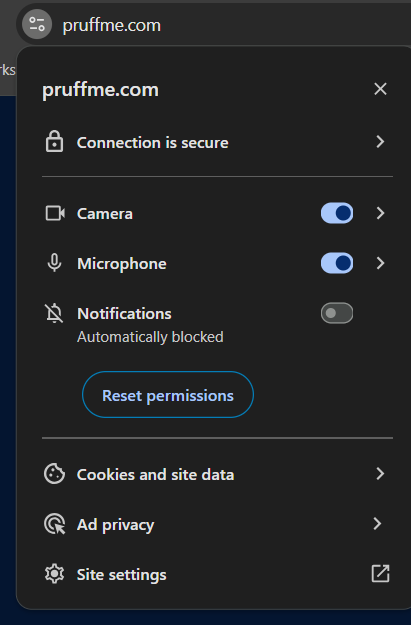 pruffme.com
rks
pruffme.com
Connection is secure
Camera
Microphone
Notifications
Automatically blocked
Reset permissions
Cookies and site data
Ad privacy
Site settings